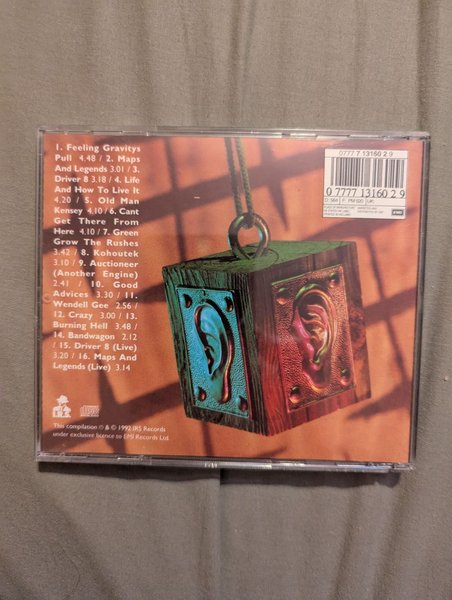 1. Feeling Gravitys
Pull 4.48 / 2. Maps
And Legends 3.01 / 3.
Driver 8 3.18 / 4. Life
And How To Live It
4.20 / 5. Old Man
Kensey 4.10 / 6. Cant
Get There From
Here 4.10 / 7. Green
Grow The Rushes
3.42 / 8. Kohoutek
3.10 / 9. Auctioneer
(Another Engine)
2.41 / 10. Good
Advices 3.30 / 11.
Wendell Gee 2.56 /
12. Crazy 3.00 / 13.
Burning Hell 3.48 /
14. Bandwagon 2.12
/ 15. Driver 8 (Live)
3.20 / 16. Maps And
Legends (Live) 3.14
This compilation ℗ & © 1992 IRS Records
under exclusint licence to EMI Records Ltd.
0777 7 13160 2 9
0 7777 13160 2 9
EMI